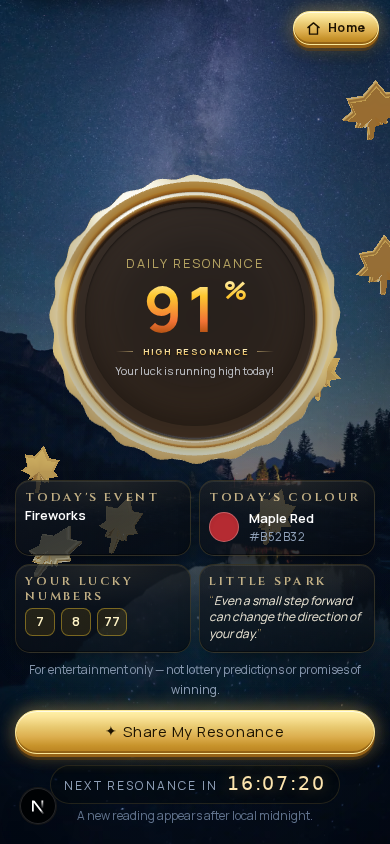 Home
DAILY RESONANCE
91%
HIGH RESONANCE
Your luck is running high today!
TODAY'S EVENT
Fireworks
TODAY'S COLOUR
Maple Red
#B52B32
YOUR LUCKY
NUMBERS
7 8 77
LITTLE SPARK
"Even a small step forward
can change the direction of
your day."
For entertainment only — not lottery predictions or promises of
winning.
✦ Share My Resonance
NEXT RESONANCE IN 16:07:20
N
A new reading appears after local midnight.